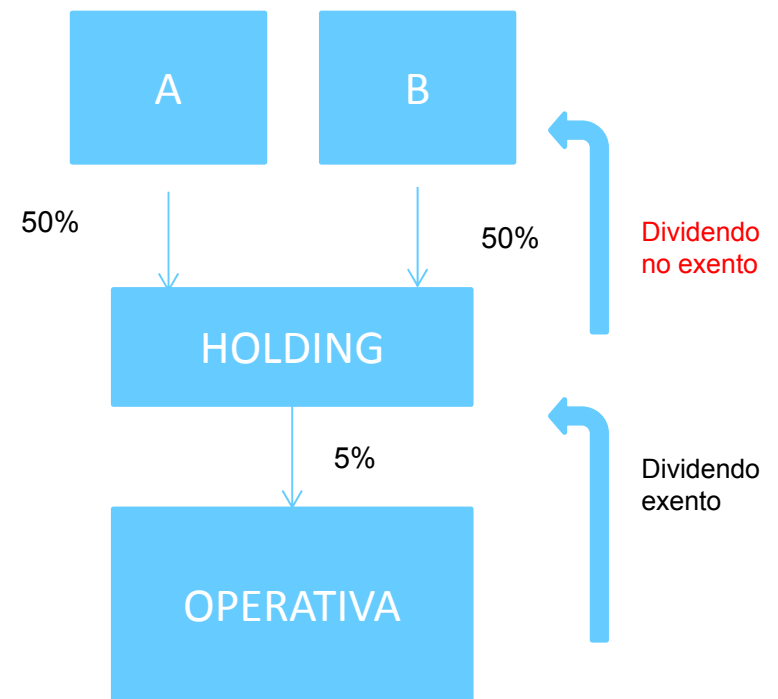 A
B
50%
50%
Dividendo
no exento
HOLDING
5%
Dividendo
exento
OPERATIVA